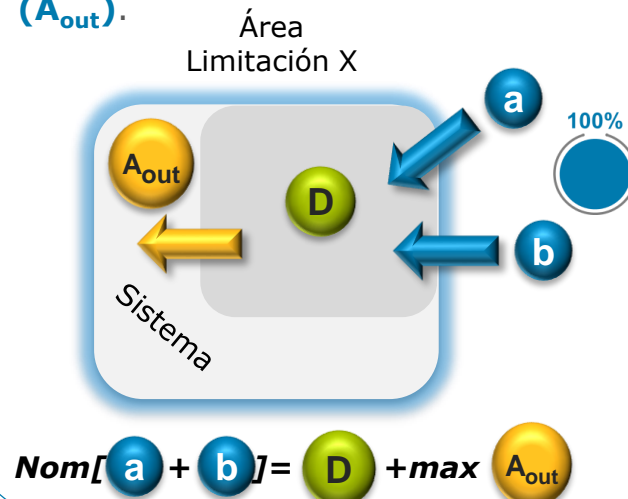 (Aout).
Área
Limitación X
a
100%
Aout
D
b
Sistema
Nom[ a + b ]= D +max Aout